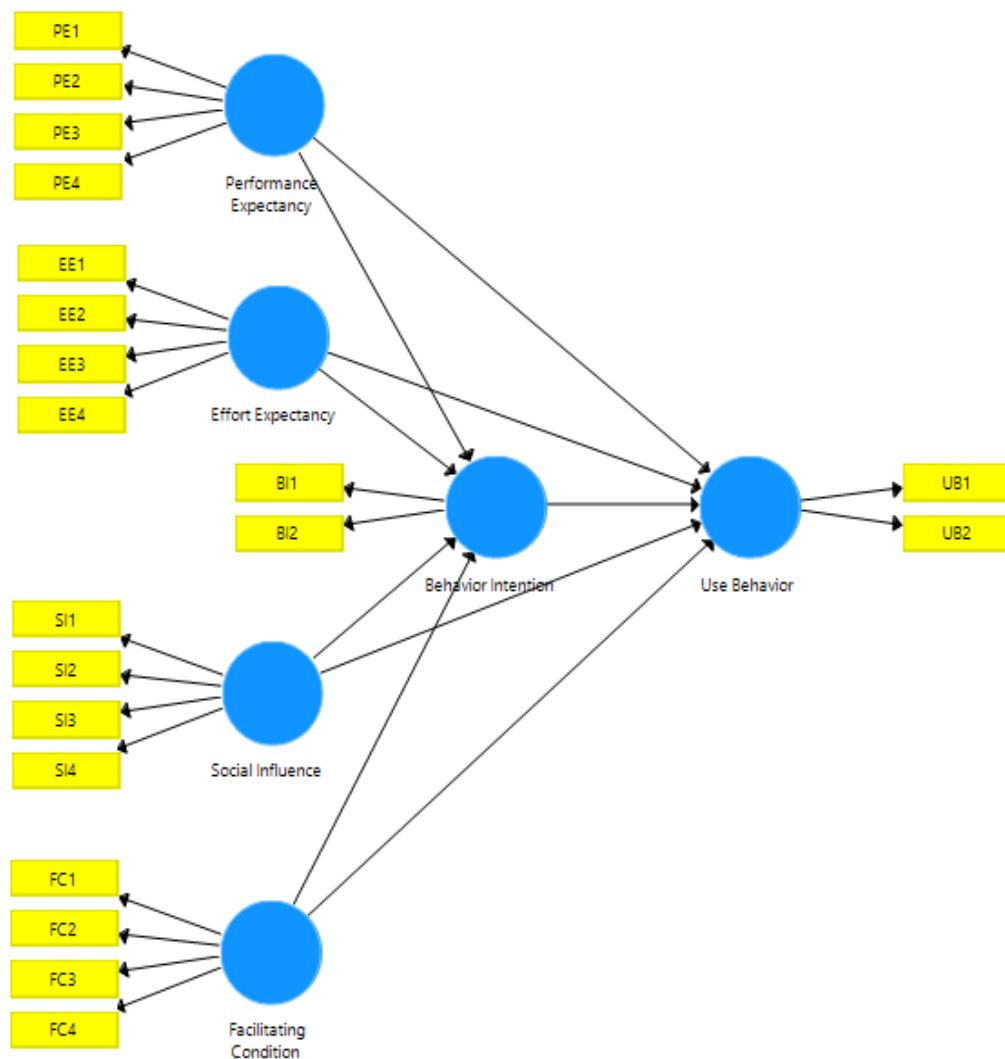 PE1
PE2
PE3
PE4
Performance
Expectancy
EE1
EE2
EE3
EE4
Effort Expectancy
BI1
BI2
Behavior Intention
Use Behavior
UB1
UB2
SI1
SI2
SI3
SI4
Social Influence
FC1
FC2
FC3
FC4
Facilitating
Condition